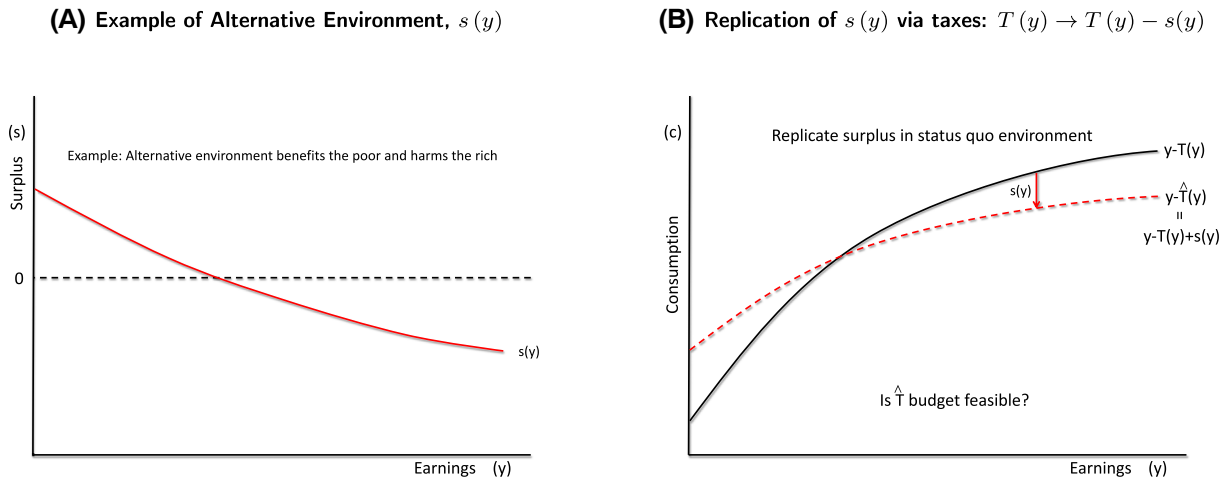 (A) Example of Alternative Environment, s (y)
(s)
Surplus
Example: Alternative environment benefits the poor and harms the rich
0
s(y)
Earnings (y)
(B) Replication of s (y) via taxes: T (y) → T (y) − s(y)
(c)
Consumption
Replicate surplus in status quo environment
y-T(y)
s(y)
y-T̂(y)
=
y-T(y)+s(y)
Is T̂ budget feasible?
Earnings (y)